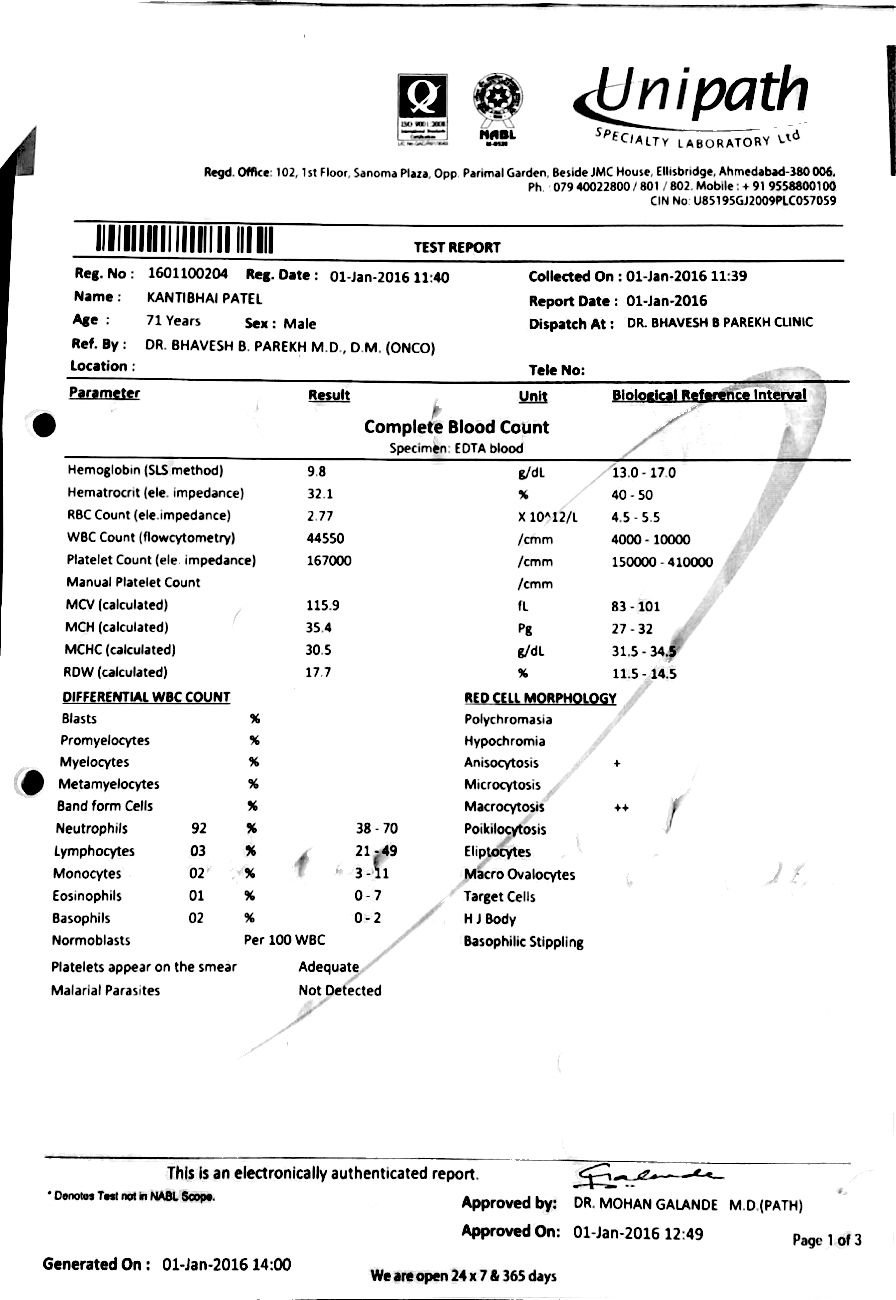 Q
ISO 9001:2008
NABL
Unipath
SPECIALTY LABORATORY Ltd
Regd. Office: 102, 1st Floor, Sanoma Plaza, Opp. Parimal Garden, Beside JMC House, Ellisbridge, Ahmedabad-380 006.
Ph. : 079 40022800 / 801 / 802. Mobile : + 91 9558800100
CIN No: U85195GJ2009PLC057059
TEST REPORT
Reg. No : 1601100204 Reg. Date : 01-Jan-2016 11:40 Collected On : 01-Jan-2016 11:39
Name : KANTIBHAI PATEL Report Date : 01-Jan-2016
Age : 71 Years Sex : Male Dispatch At : DR. BHAVESH B PAREKH CLINIC
Ref. By : DR. BHAVESH B. PAREKH M.D., D.M. (ONCO)
Location : Tele No:
Parameter Result Unit Biological Reference Interval
Complete Blood Count
Specimen: EDTA blood
Hemoglobin (SLS method) 9.8 g/dL 13.0 - 17.0
Hematrocrit (ele. impedance) 32.1 % 40 - 50
RBC Count (ele.impedance) 2.77 X 10^12/L 4.5 - 5.5
WBC Count (flowcytometry) 44550 /cmm 4000 - 10000
Platelet Count (ele. impedance) 167000 /cmm 150000 - 410000
Manual Platelet Count /cmm
MCV (calculated) 115.9 fL 83 - 101
MCH (calculated) 35.4 Pg 27 - 32
MCHC (calculated) 30.5 g/dL 31.5 - 34.5
RDW (calculated) 17.7 % 11.5 - 14.5
DIFFERENTIAL WBC COUNT RED CELL MORPHOLOGY
Blasts % Polychromasia
Promyelocytes % Hypochromia
Myelocytes % Anisocytosis +
Metamyelocytes % Microcytosis
Band form Cells % Macrocytosis ++
Neutrophils 92 % 38 - 70 Poikilocytosis
Lymphocytes 03 % 21 - 49 Eliptocytes
Monocytes 02 % 3 - 11 Macro Ovalocytes
Eosinophils 01 % 0 - 7 Target Cells
Basophils 02 % 0 - 2 H J Body
Normoblasts Per 100 WBC Basophilic Stippling
Platelets appear on the smear Adequate
Malarial Parasites Not Detected
This is an electronically authenticated report.
Galande
* Denotes Test not in NABL Scope.
Approved by: DR. MOHAN GALANDE M.D.(PATH)
Approved On: 01-Jan-2016 12:49
Page 1 of 3
Generated On : 01-Jan-2016 14:00
We are open 24 x 7 & 365 days